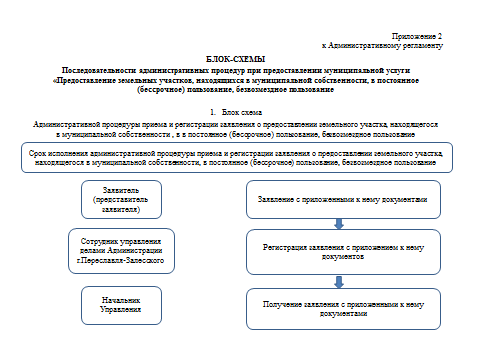 Приложение 2
к Административному регламенту
БЛОК-СХЕМЫ
Последовательности административных процедур при предоставлении муниципальной услуги
«Предоставление земельных участков, находящихся в муниципальной собственности, в постоянное
(бессрочное) пользование, безвозмездное пользование
1. Блок схема
Административной процедуры приема и регистрации заявления о предоставлении земельного участка, находящегося
в муниципальной собственности , в в постоянное (бессрочное) пользование, безвозмездное пользование
Срок исполнения административной процедуры приема и регистрации заявления о предоставлении земельного участка,
находящегося в муниципальной собственности, в постоянное (бессрочное) пользование, безвозмездное пользование
Заявитель
(представитель
заявителя)
Заявление с приложенными к нему документами
Сотрудник управления
делами Администрации
г.Переславля-Залесского
Регистрация заявления с приложением к нему
документов
Начальник
Управления
Получение заявления с приложенными к нему
документами